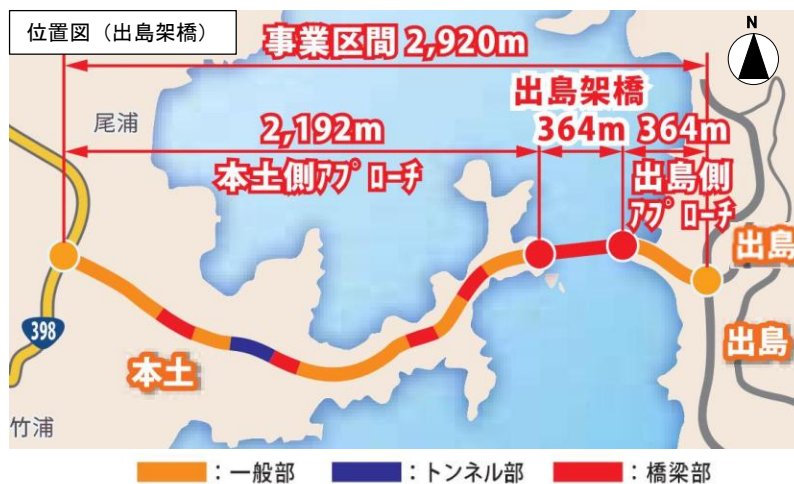 位置図（出島架橋）
N
事業区間 2,920m
尾浦
2,192m
本土側ｱﾌﾟﾛｰﾁ
出島架橋
364m
364m
出島側
ｱﾌﾟﾛｰﾁ
出島
398
本土
出島
竹浦
：一般部
：トンネル部
：橋梁部